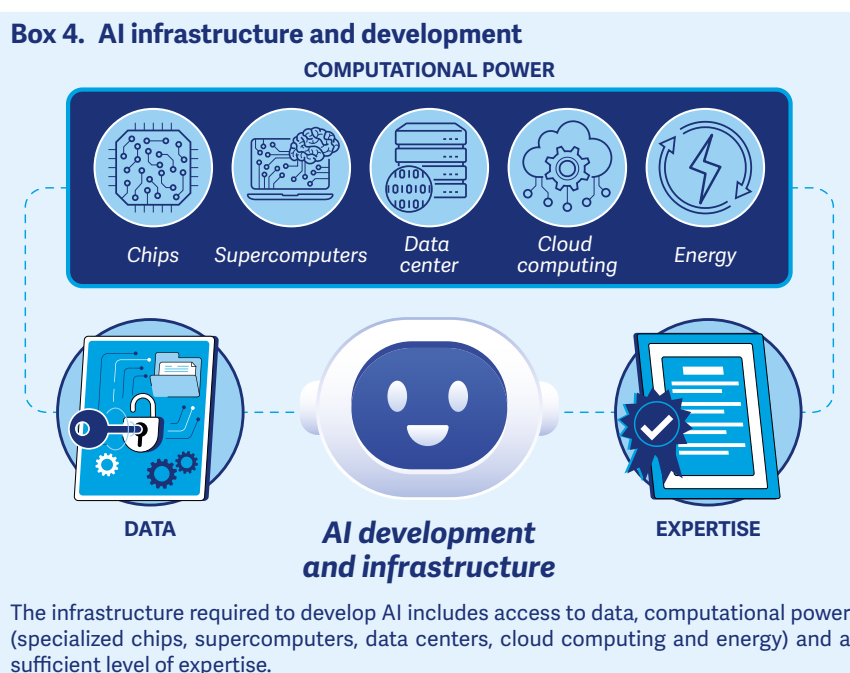 Box 4. AI infrastructure and development
COMPUTATIONAL POWER
Chips
Supercomputers
Data
center
Cloud
computing
Energy
DATA
AI development
and infrastructure
EXPERTISE
The infrastructure required to develop AI includes access to data, computational power
(specialized chips, supercomputers, data centers, cloud computing and energy) and a
sufficient level of expertise.